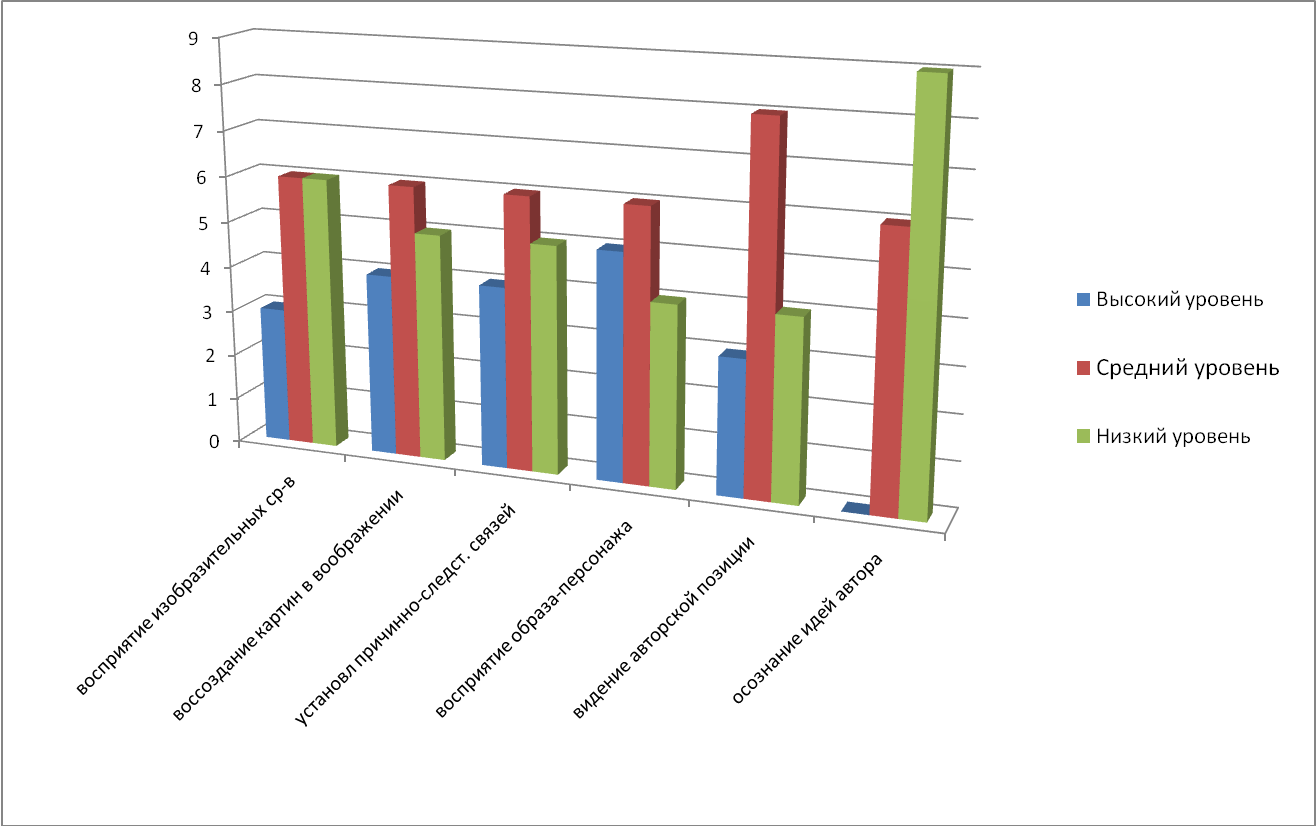 9
8
7
6
5
4
3
2
1
0
восприятие изобразительных ср-в
воссоздание картин в воображении
установл причинно-следст. связей
восприятие образа-персонажа
видение авторской позиции
осознание идей автора
Высокий уровень
Средний уровень
Низкий уровень